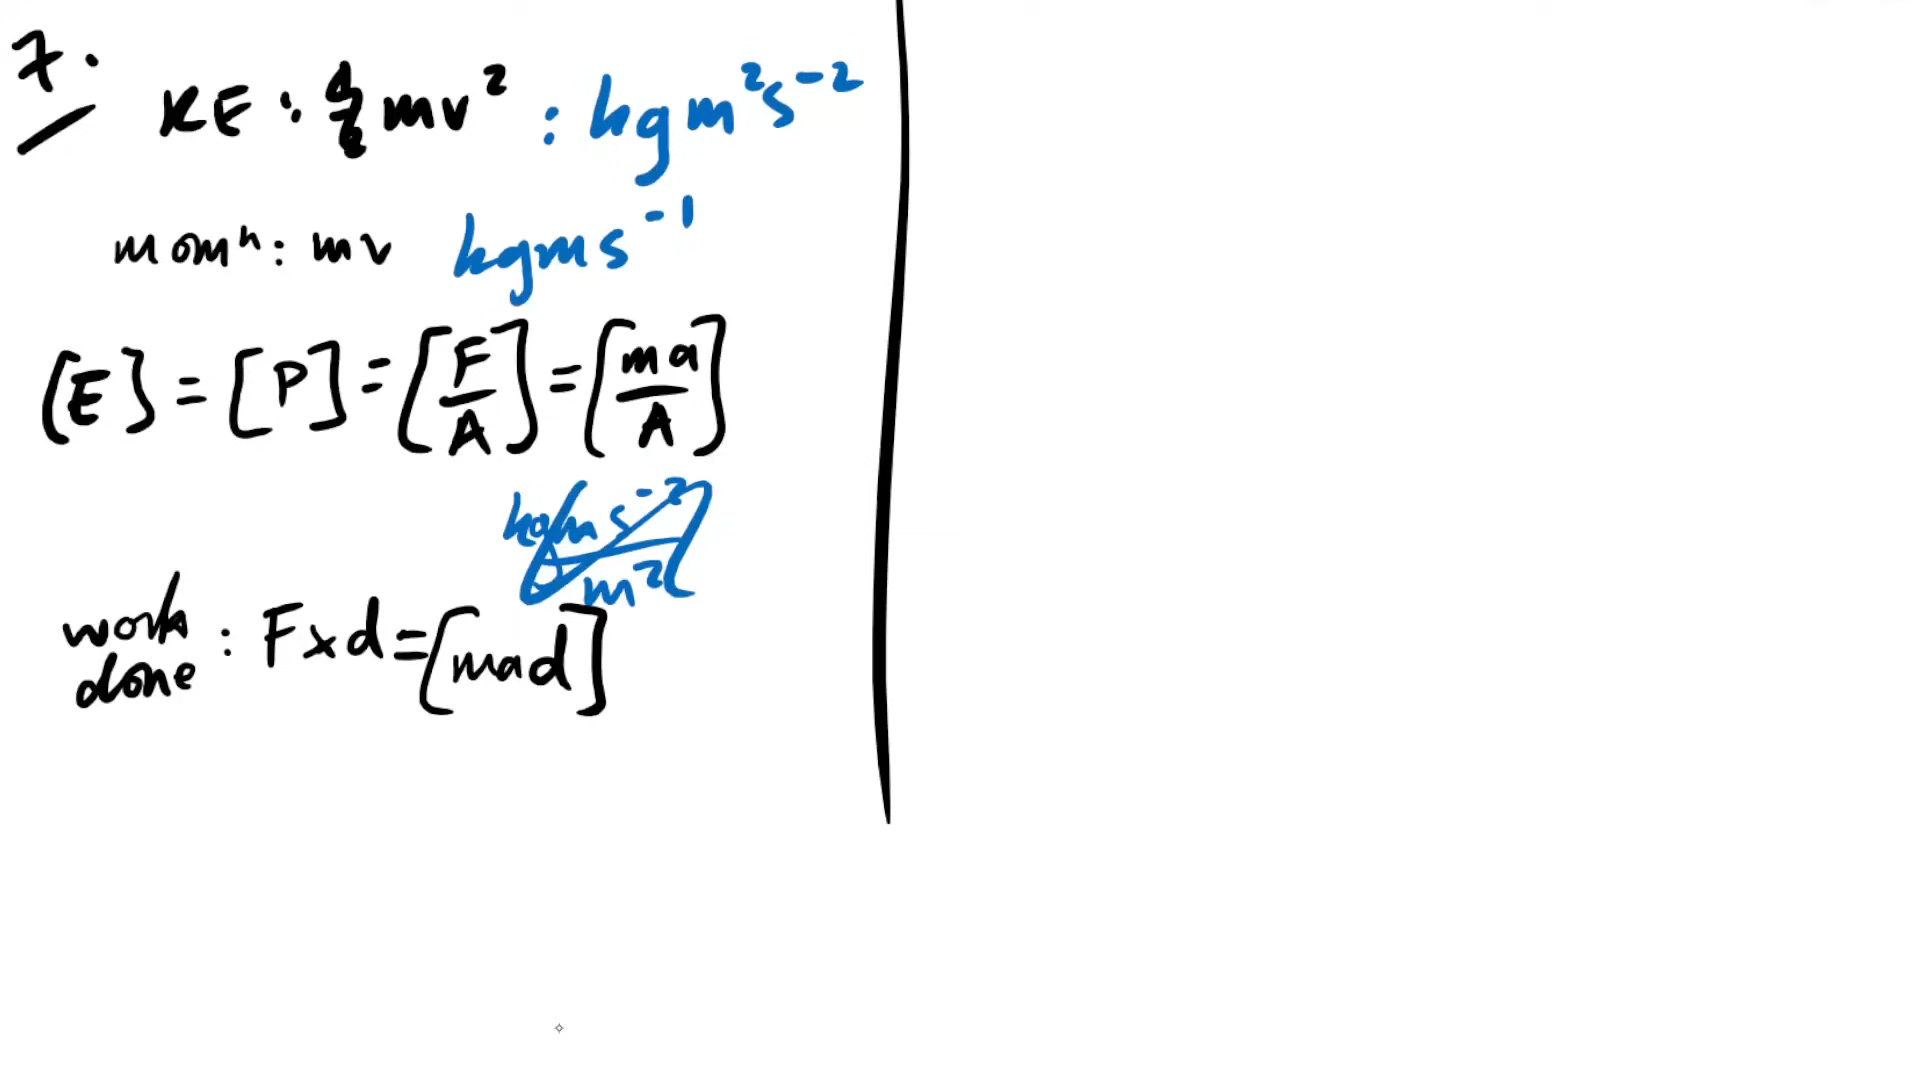 7.
KE : ½mv² : kgm²s⁻²
momⁿ: mv kgms⁻¹
[E] = [P] = [F/A] = [ma/A]
kgms⁻²/m²
work done : F×d = [mad]